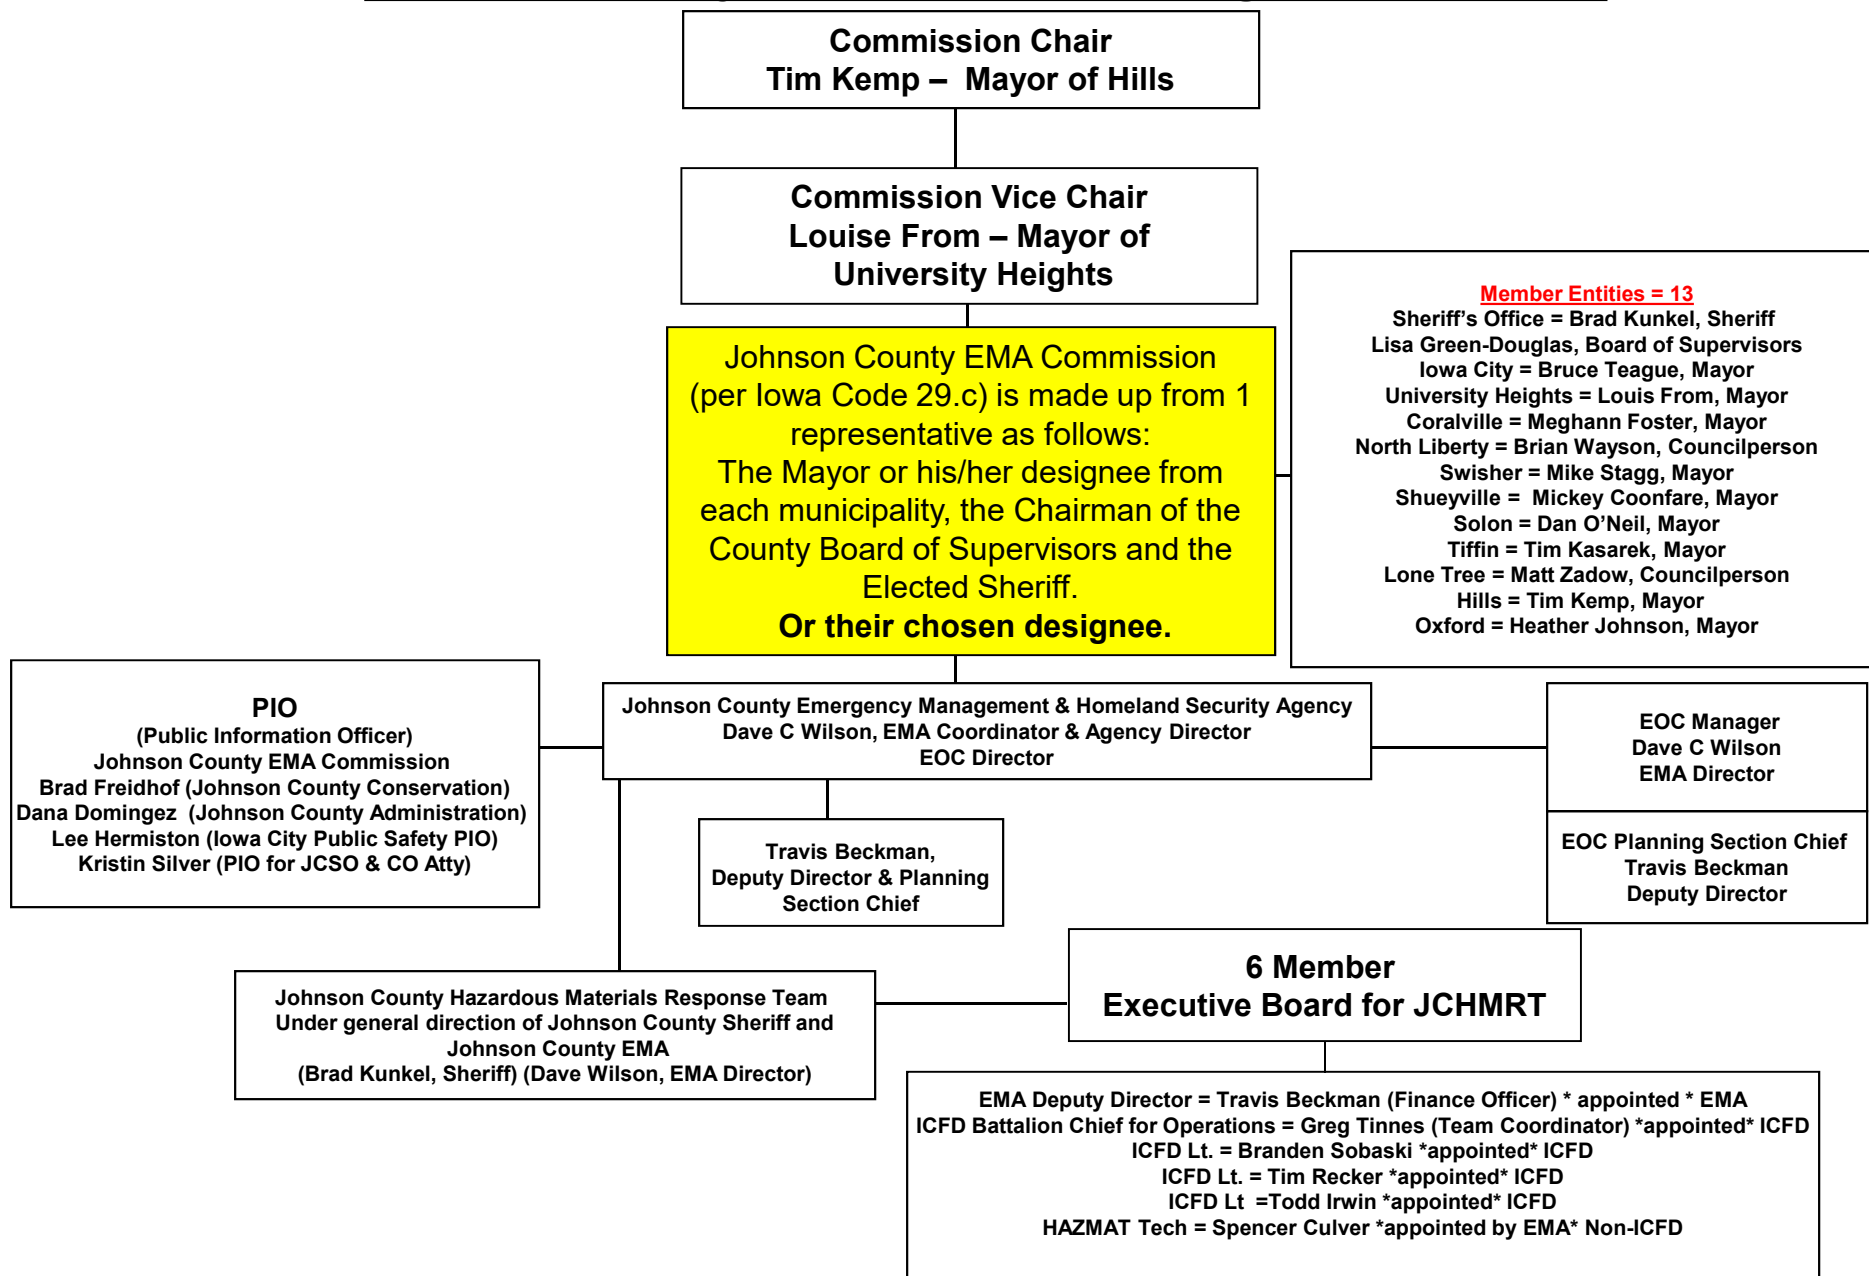 Commission Chair
Tim Kemp – Mayor of Hills
Commission Vice Chair
Louise From – Mayor of
University Heights
Johnson County EMA Commission
(per Iowa Code 29.c) is made up from 1
representative as follows:
The Mayor or his/her designee from
each municipality, the Chairman of the
County Board of Supervisors and the
Elected Sheriff.
Or their chosen designee.
Member Entities = 13
Sheriff's Office = Brad Kunkel, Sheriff
Lisa Green-Douglas, Board of Supervisors
Iowa City = Bruce Teague, Mayor
University Heights = Louis From, Mayor
Coralville = Meghann Foster, Mayor
North Liberty = Brian Wayson, Councilperson
Swisher = Mike Stagg, Mayor
Shueyville = Mickey Coonfare, Mayor
Solon = Dan O'Neil, Mayor
Tiffin = Tim Kasarek, Mayor
Lone Tree = Matt Zadow, Councilperson
Hills = Tim Kemp, Mayor
Oxford = Heather Johnson, Mayor
PIO
(Public Information Officer)
Johnson County EMA Commission
Brad Freidhof (Johnson County Conservation)
Dana Domingez (Johnson County Administration)
Lee Hermiston (Iowa City Public Safety PIO)
Kristin Silver (PIO for JCSO & CO Atty)
Johnson County Emergency Management & Homeland Security Agency
Dave C Wilson, EMA Coordinator & Agency Director
EOC Director
EOC Manager
Dave C Wilson
EMA Director
EOC Planning Section Chief
Travis Beckman
Deputy Director
Travis Beckman,
Deputy Director & Planning
Section Chief
Johnson County Hazardous Materials Response Team
Under general direction of Johnson County Sheriff and
Johnson County EMA
(Brad Kunkel, Sheriff) (Dave Wilson, EMA Director)
6 Member
Executive Board for JCHMRT
EMA Deputy Director = Travis Beckman (Finance Officer) * appointed * EMA
ICFD Battalion Chief for Operations = Greg Tinnes (Team Coordinator) *appointed* ICFD
ICFD Lt. = Branden Sobaski *appointed* ICFD
ICFD Lt. = Tim Recker *appointed* ICFD
ICFD Lt =Todd Irwin *appointed* ICFD
HAZMAT Tech = Spencer Culver *appointed by EMA* Non-ICFD